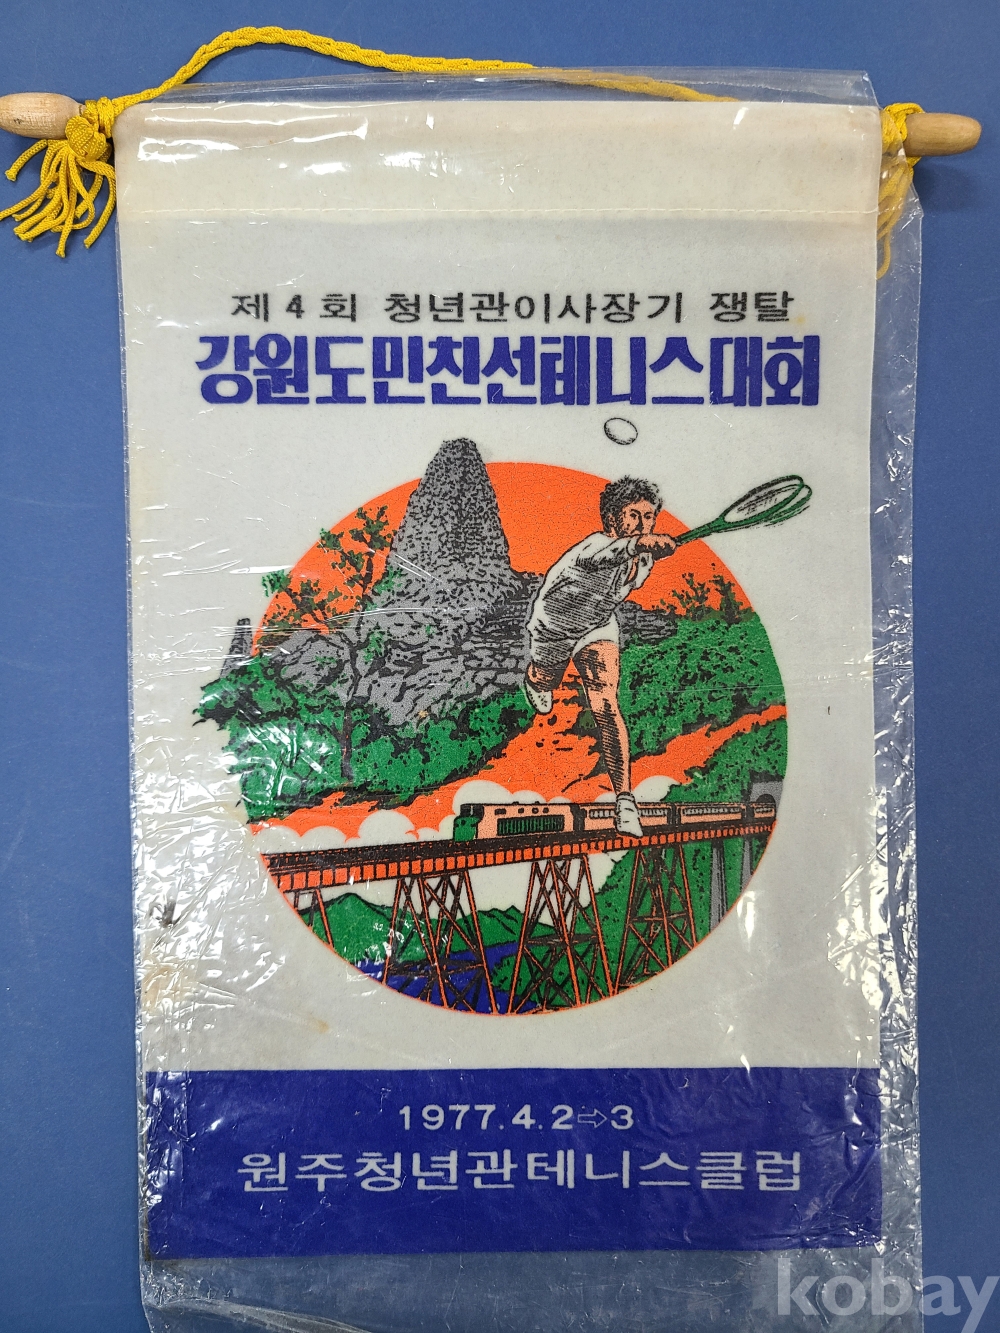 제4회 청년관이사장기 쟁탈
강원도민친선테니스대회
1977.4.2⇨3
원주청년관테니스클럽
kobay